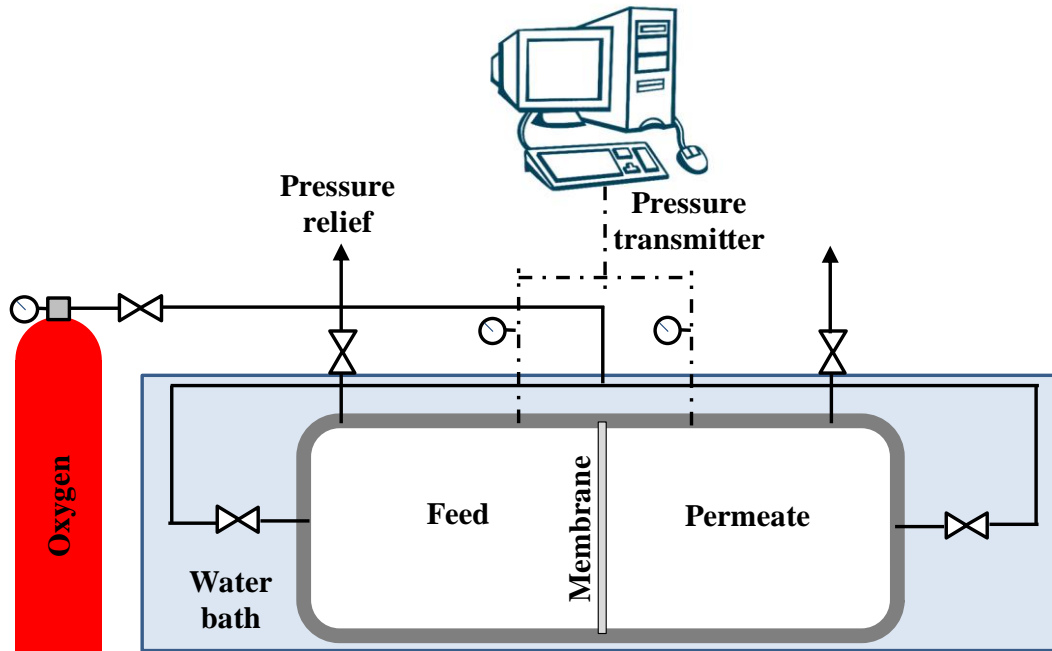 Pressure
relief
Pressure
transmitter
Oxygen
Feed
Membrane
Permeate
Water
bath